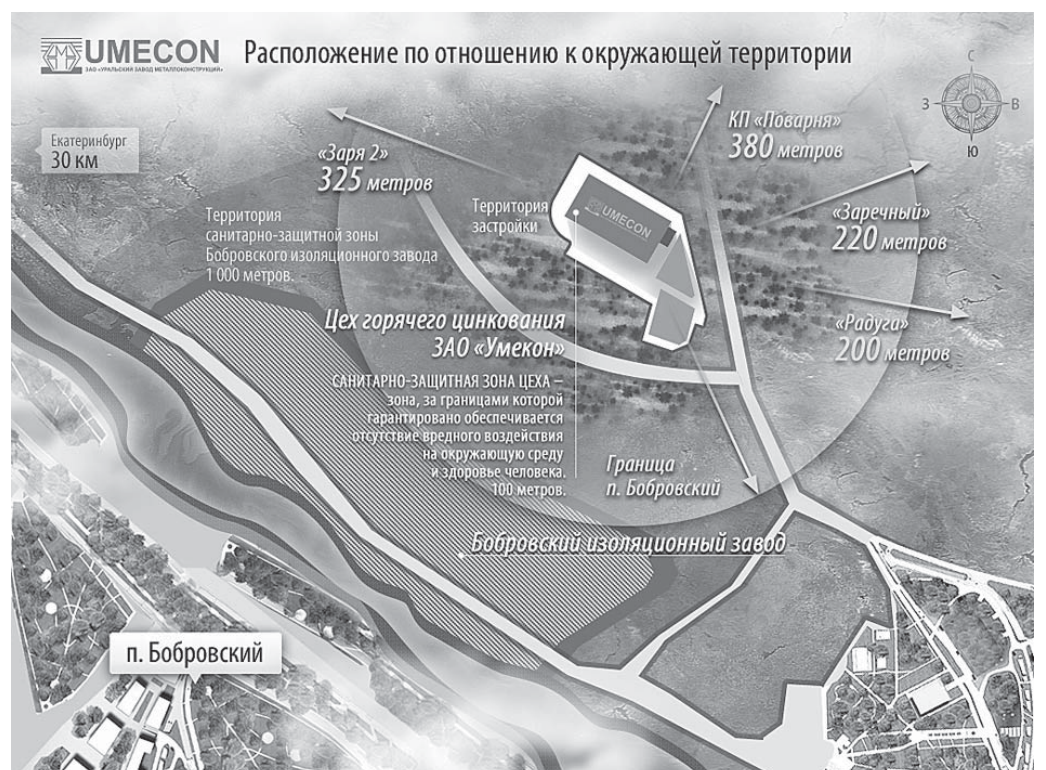 UMECON
ЗАО «УРАЛЬСКИЙ ЗАВОД МЕТАЛЛОКОНСТРУКЦИЙ»
Расположение по отношению к окружающей территории
С
З
В
Ю
Екатеринбург
30 км
«Заря 2»
325 метров
КП «Поварня»
380 метров
«Заречный»
220 метров
«Радуга»
200 метров
Территория
застройки
UMECON
Территория
санитарно-защитной зоны
Бобровского изоляционного завода
1 000 метров.
Цех горячего цинкования
ЗАО «Умекон»
САНИТАРНО-ЗАЩИТНАЯ ЗОНА ЦЕХА –
зона, за границами которой
гарантировано обеспечивается
отсутствие вредного воздействия
на окружающую среду
и здоровье человека.
100 метров.
Граница
п. Бобровский
Бобровский изоляционный завод
п. Бобровский